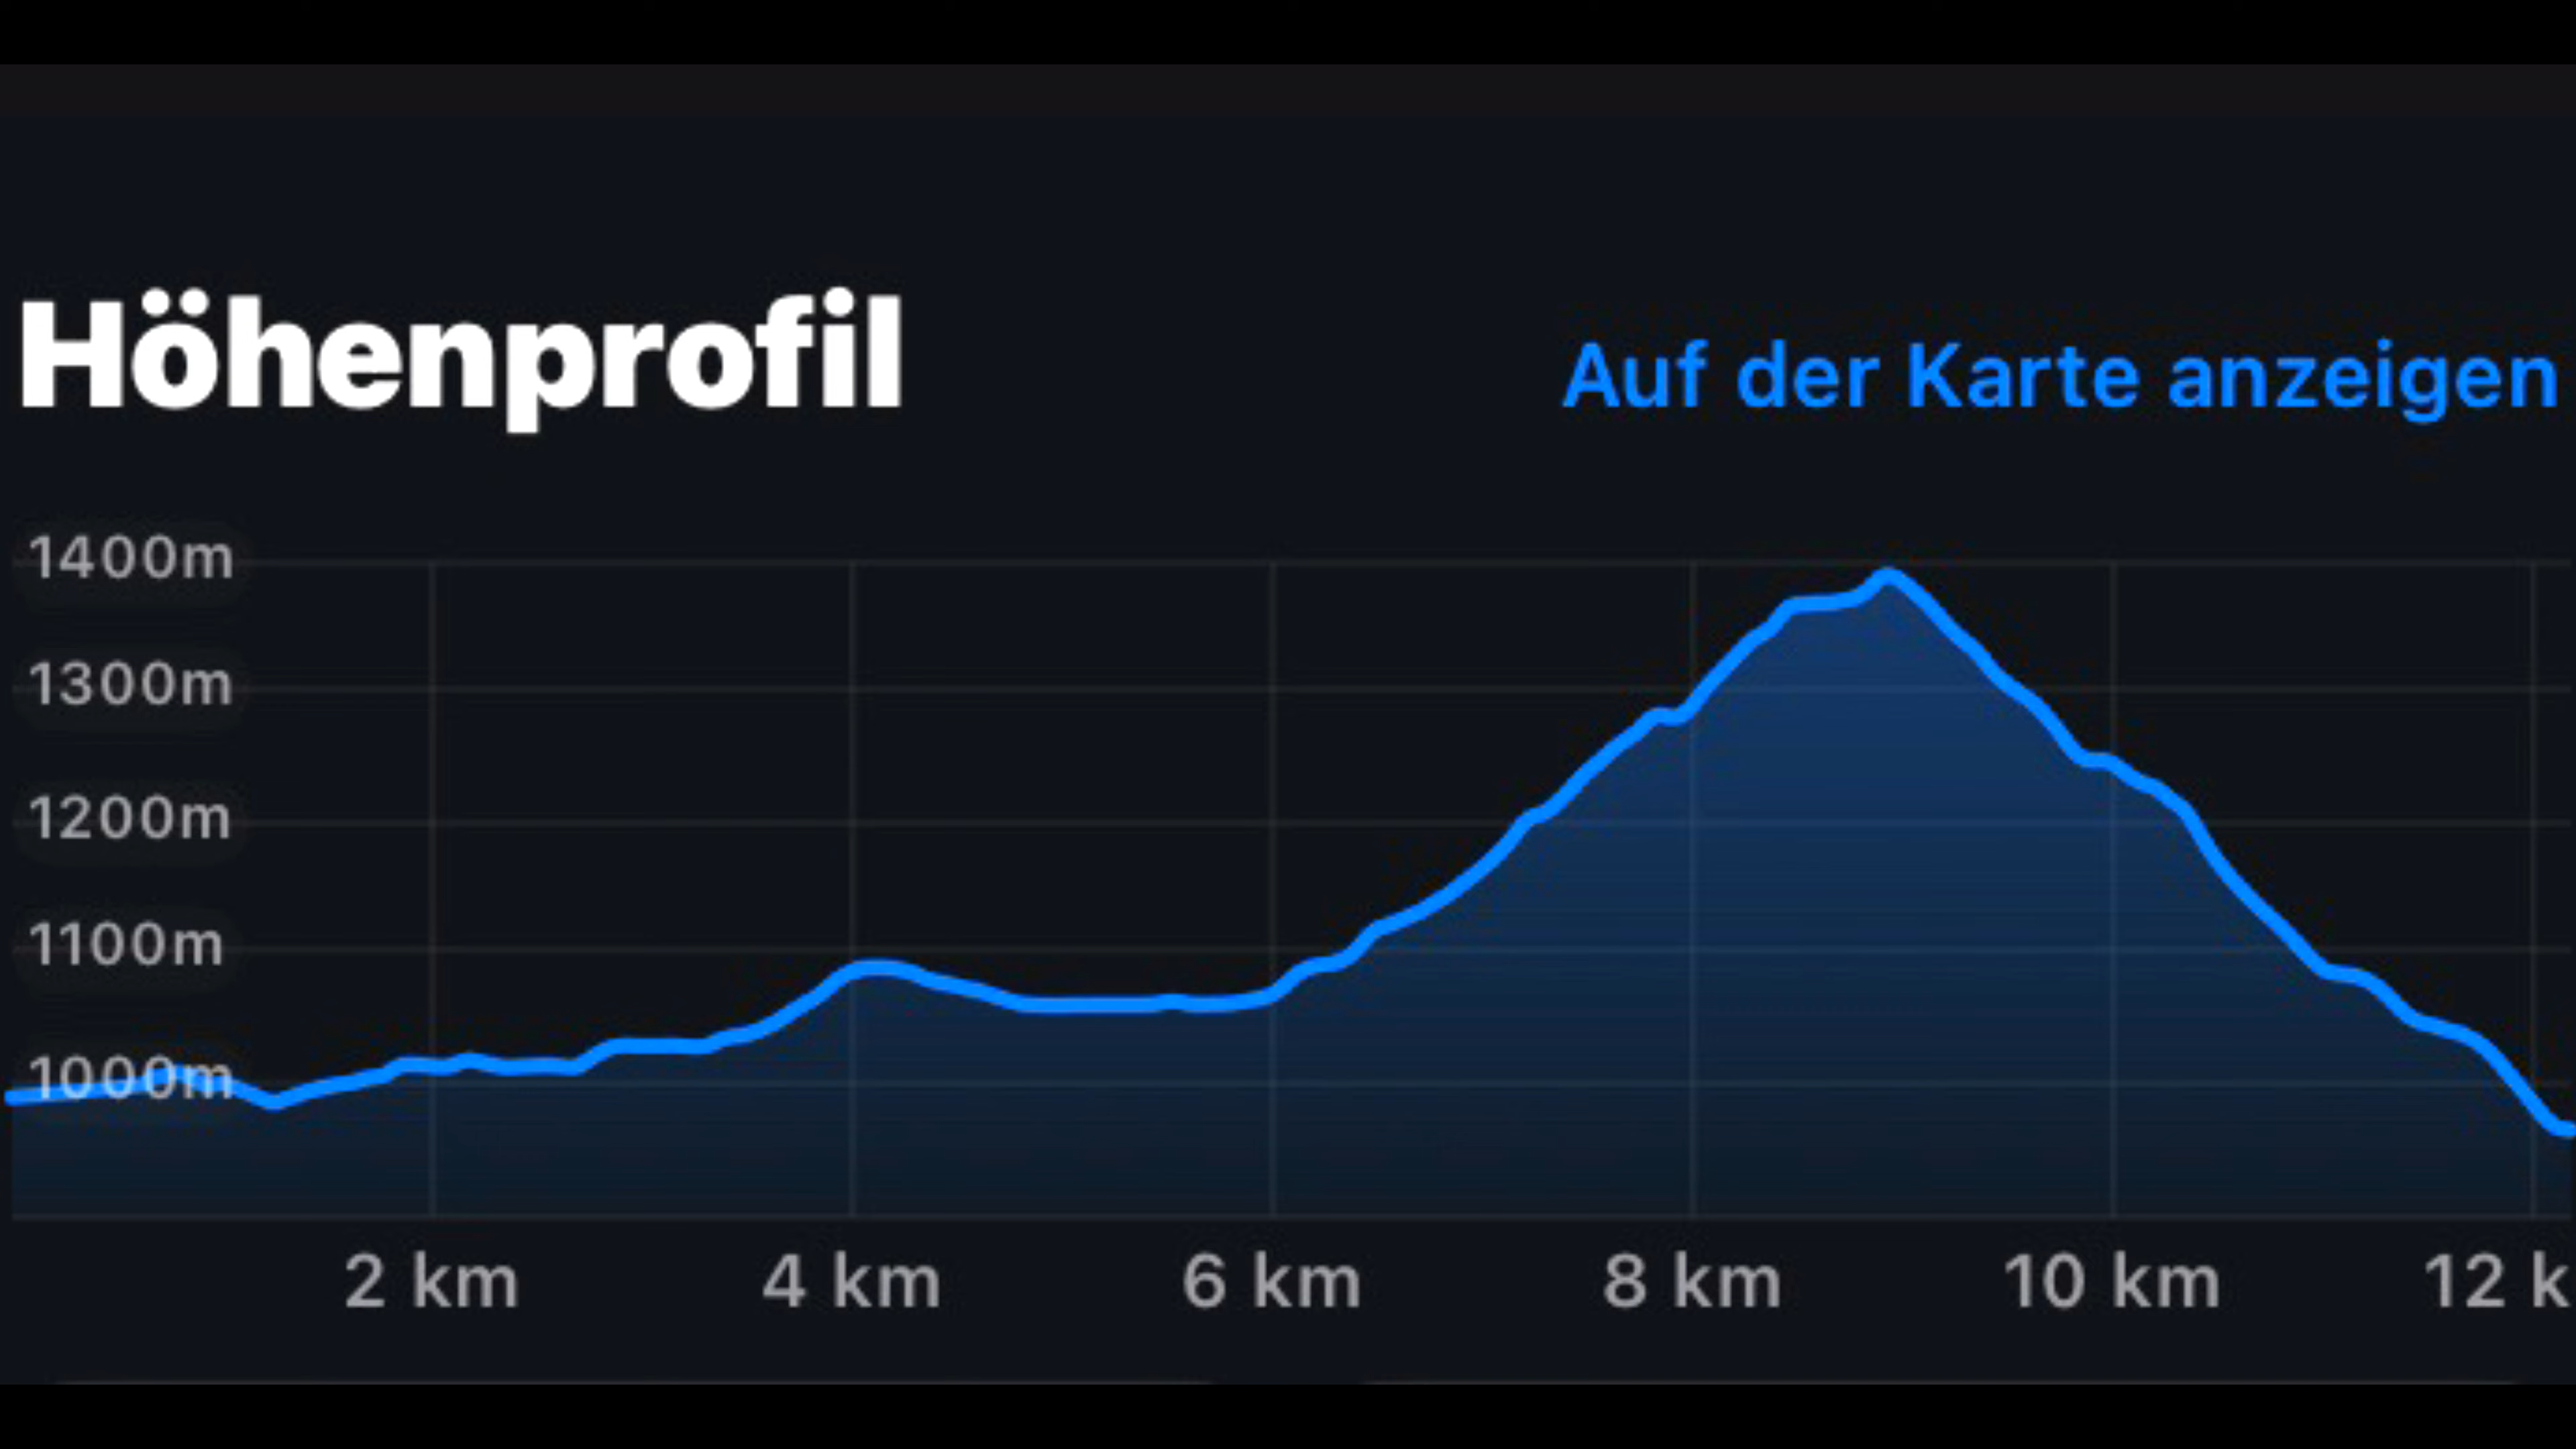 Höhenprofil
Auf der Karte anzeigen
1400m
1300m
1200m
1100m
1000m
2 km
4 km
6 km
8 km
10 km
12 k